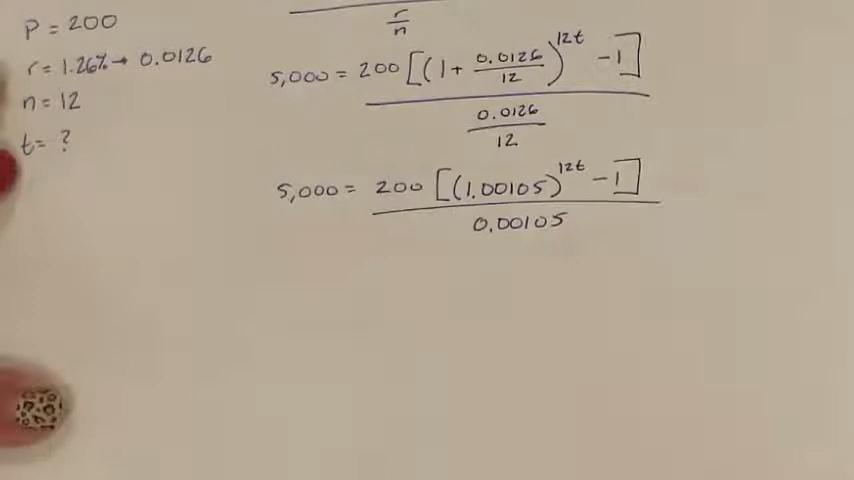 P = 200
r = 1.26% → 0.0126
n = 12
t = ?
r
n
5,000 = 200 [(1 + 0.0126/12)^12t - 1]
0.0126
12
5,000 = 200 [(1.00105)^12t - 1]
0.00105